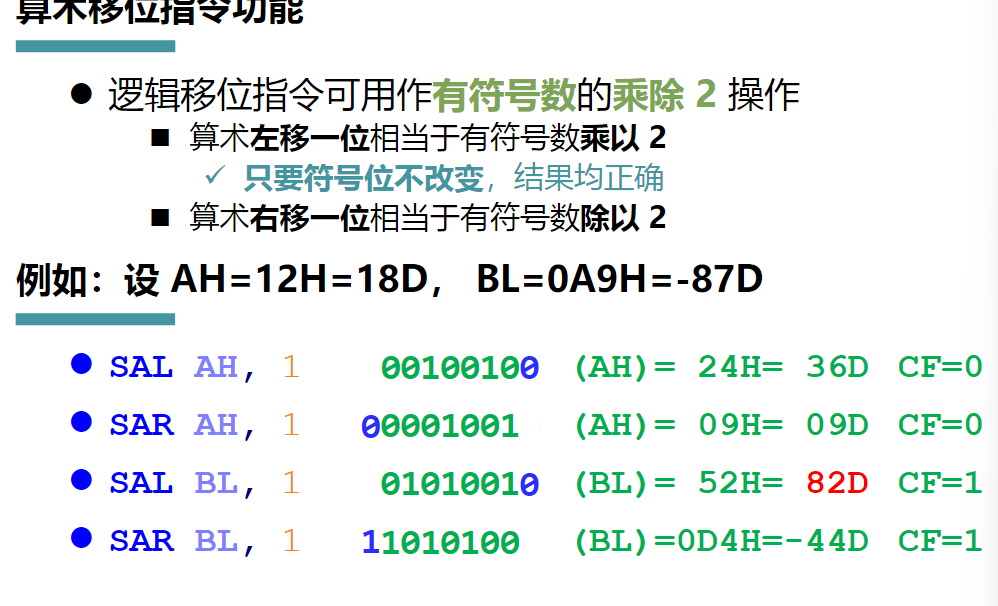 算术移位指令功能
逻辑移位指令可用作有符号数的乘除 2 操作
算术左移一位相当于有符号数乘以 2
只要符号位不改变，结果均正确
算术右移一位相当于有符号数除以 2
例如：设 AH=12H=18D， BL=0A9H=-87D
SAL AH, 1 00100100 (AH)= 24H= 36D CF=0
SAR AH, 1 00001001 (AH)= 09H= 09D CF=0
SAL BL, 1 01010010 (BL)= 52H= 82D CF=1
SAR BL, 1 11010100 (BL)=0D4H=-44D CF=1